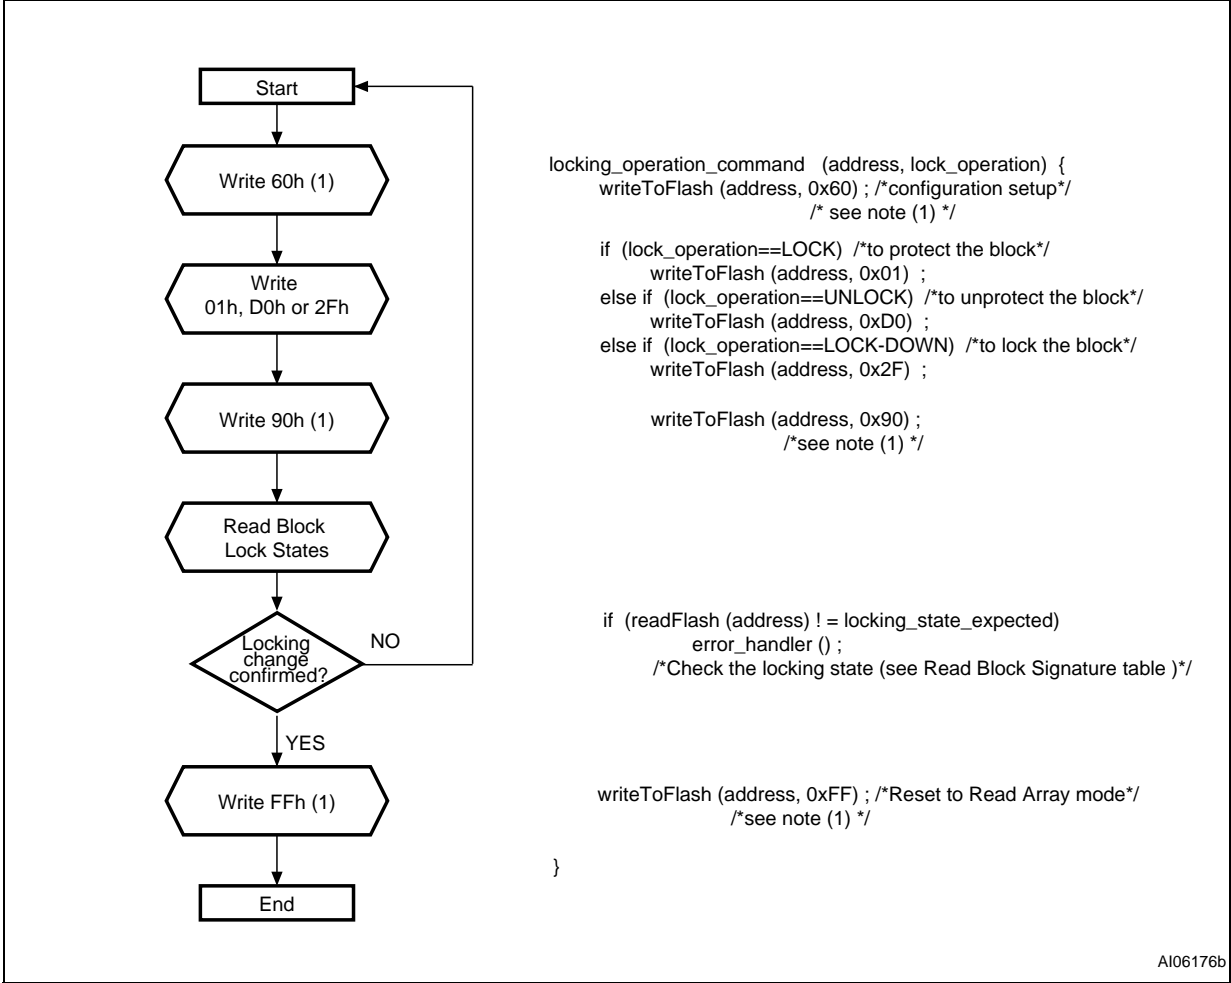 Start
Write 60h (1)
Write
01h, D0h or 2Fh
Write 90h (1)
Read Block
Lock States
Locking
change
confirmed?
NO
YES
Write FFh (1)
End
locking_operation_command (address, lock_operation) {
writeToFlash (address, 0x60) ; /*configuration setup*/
/* see note (1) */
if (lock_operation==LOCK) /*to protect the block*/
writeToFlash (address, 0x01) ;
else if (lock_operation==UNLOCK) /*to unprotect the block*/
writeToFlash (address, 0xD0) ;
else if (lock_operation==LOCK-DOWN) /*to lock the block*/
writeToFlash (address, 0x2F) ;
writeToFlash (address, 0x90) ;
/*see note (1) */
if (readFlash (address) ! = locking_state_expected)
error_handler () ;
/*Check the locking state (see Read Block Signature table )*/
writeToFlash (address, 0xFF) ; /*Reset to Read Array mode*/
/*see note (1) */
}
AI06176b